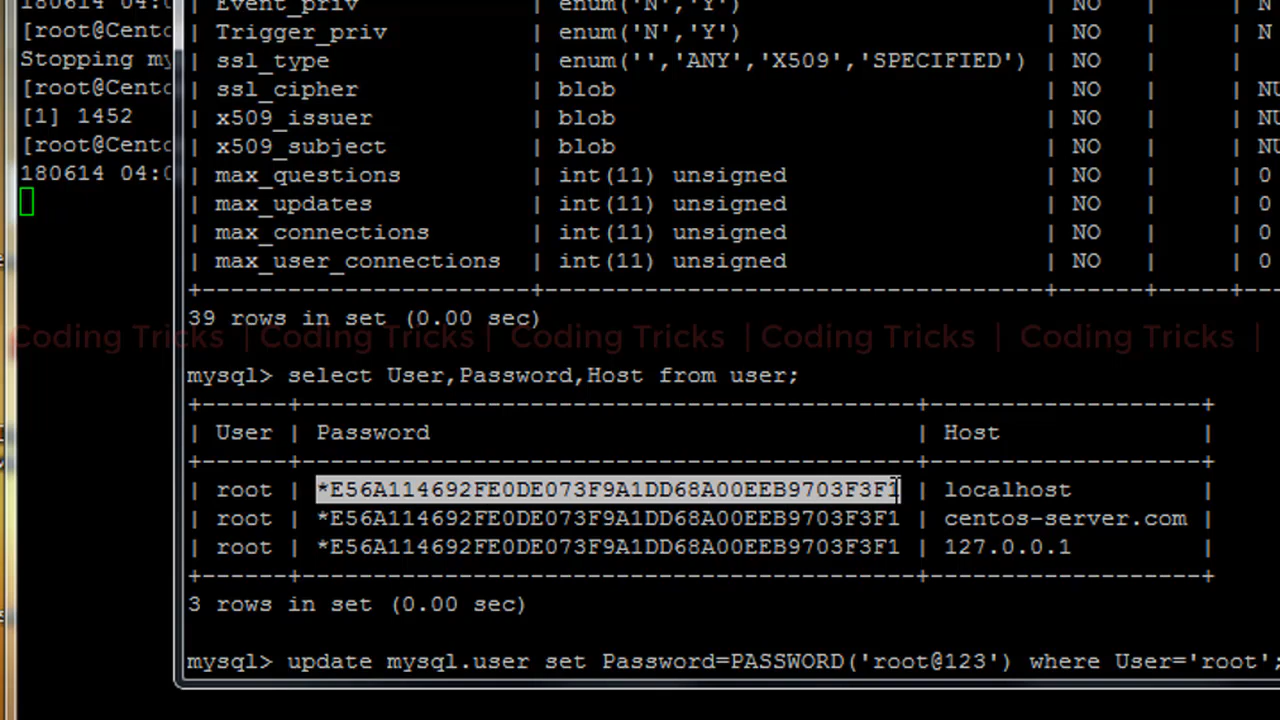 180614 04:0
[root@Cento
Stopping my
[root@Cento
[1] 1452
[root@Cento
180614 04:0
| Event_priv | enum('N','Y') | NO | | N
| Trigger_priv | enum('N','Y') | NO | | N
| ssl_type | enum('','ANY','X509','SPECIFIED') | NO | |
| ssl_cipher | blob | NO | | NU
| x509_issuer | blob | NO | | NU
| x509_subject | blob | NO | | NU
| max_questions | int(11) unsigned | NO | | 0
| max_updates | int(11) unsigned | NO | | 0
| max_connections | int(11) unsigned | NO | | 0
| max_user_connections | int(11) unsigned | NO | | 0
39 rows in set (0.00 sec)
Coding Tricks | Coding Tricks | Coding Tricks | Coding Tricks | Coding Tricks |
mysql> select User,Password,Host from user;
| User | Password | Host |
| root | *E56A114692FE0DE073F9A1DD68A00EEB9703F3F1 | localhost |
| root | *E56A114692FE0DE073F9A1DD68A00EEB9703F3F1 | centos-server.com |
| root | *E56A114692FE0DE073F9A1DD68A00EEB9703F3F1 | 127.0.0.1 |
3 rows in set (0.00 sec)
mysql> update mysql.user set Password=PASSWORD('root@123') where User='root';